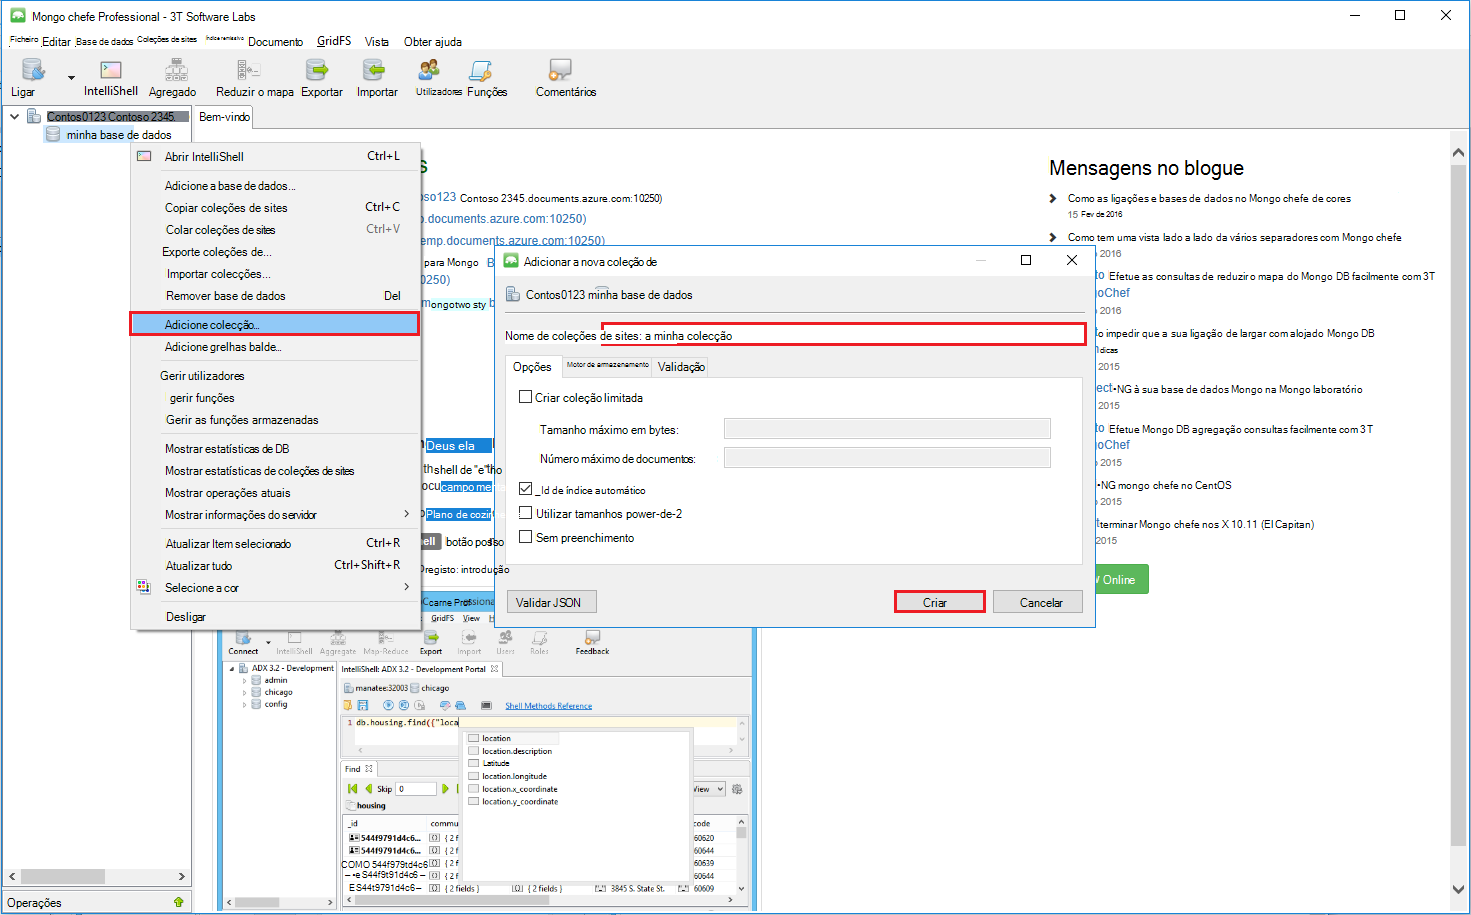 Mongo chefe Professional - 3T Software Labs
Ficheiro Editar Base de dados Coleções de sites Índice remissivo Documento GridFS Vista Obter ajuda
Ligar IntelliShell Agregado Reduzir o mapa Exportar Importar Utilizadores Funções Comentários
Contos0123 Contoso 2345.
minha base de dados
Bem-vindo
Abrir IntelliShell Ctrl+L
Adicione a base de dados...
Copiar coleções de sites Ctrl+C
Colar coleções de sites Ctrl+V
Exporte coleções de...
Importar colecções...
Remover base de dados Del
Adicione colecção...
Adicione grelhas balde...
Gerir utilizadores
gerir funções
Gerir as funções armazenadas
Mostrar estatísticas de DB
Mostrar estatísticas de coleções de sites
Mostrar operações atuais
Mostrar informações do servidor
Atualizar Item selecionado Ctrl+R
Atualizar tudo Ctrl+Shift+R
Selecione a cor
Desligar
s
oso123 Contoso 2345.documents.azure.com:10250)
o.documents.azure.com:10250)
emp.documents.azure.com:10250)
para Mongo B
0250)
mongotwo sty b
Deus ela
shell de "e"tho
ocu campo me
Plano de cozir
ell botão posso
Oregisto: introdução
Adicionar a nova coleção de
Contos0123 minha base de dados
Nome de coleções de sites: a minha colecção
Opções Motor de armazenamento Validação
Criar coleção limitada
Tamanho máximo em bytes:
Número máximo de documentos:
_Id de índice automático
Utilizar tamanhos power-de-2
Sem preenchimento
Validar JSON Criar Cancelar
Mensagens no blogue
Como as ligações e bases de dados no Mongo chefe de cores
15 Fev de 2016
Como tem uma vista lado a lado da vários separadores com Mongo chefe
2016
to Efetue as consultas de reduzir o mapa do Mongo DB facilmente com 3T
goChef
2016
o impedir que a sua ligação de largar com alojado Mongo DB
dicas
2015
ect•NG à sua base de dados Mongo na Mongo laboratório
2015
to Efetue Mongo DB agregação consultas facilmente com 3T
goChef
2015
•NG mongo chefe no CentOS
2015
terminar Mongo chefe nos X 10.11 (El Capitan)
2015
Online
carne Prof essiona
GridFS View H
Connect IntelliShell Aggregate Map-Reduce Export Import Users Roles Feedback
ADX 3.2 - Development
admin
chicago
config
IntelliShell: ADX 3.2 - Development Portal
manatee:32003 chicago
Shell Methods Reference
1 db.housing.find({"loca
location
location.description
Latitude
location.longitude
location.x_coordinate
location.y_coordinate
Find
Skip 0 View
housing
_id commu code
544f9791d4c6... { 2 f 60620
544f9791d4c6... { 2 f 60644
COMO 544f979td4c6 { 2 f 60639
–•e S44f9t91d4c6– { 2 f 60644
ES44t9791c6– { 2 fields } { 2 fields } 3845 S. State St. 60609
Operações